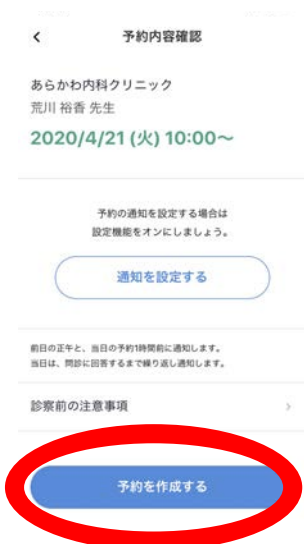 予約内容確認
あらかわ内科クリニック
荒川 裕香 先生
2020/4/21 (火) 10:00～
予約の通知を設定する場合は
設定機能をオンにしましょう。
通知を設定する
前日の正午と、当日の予約1時間前に通知します。
当日は、問診に回答するまで繰り返し通知します。
診察前の注意事項
予約を作成する